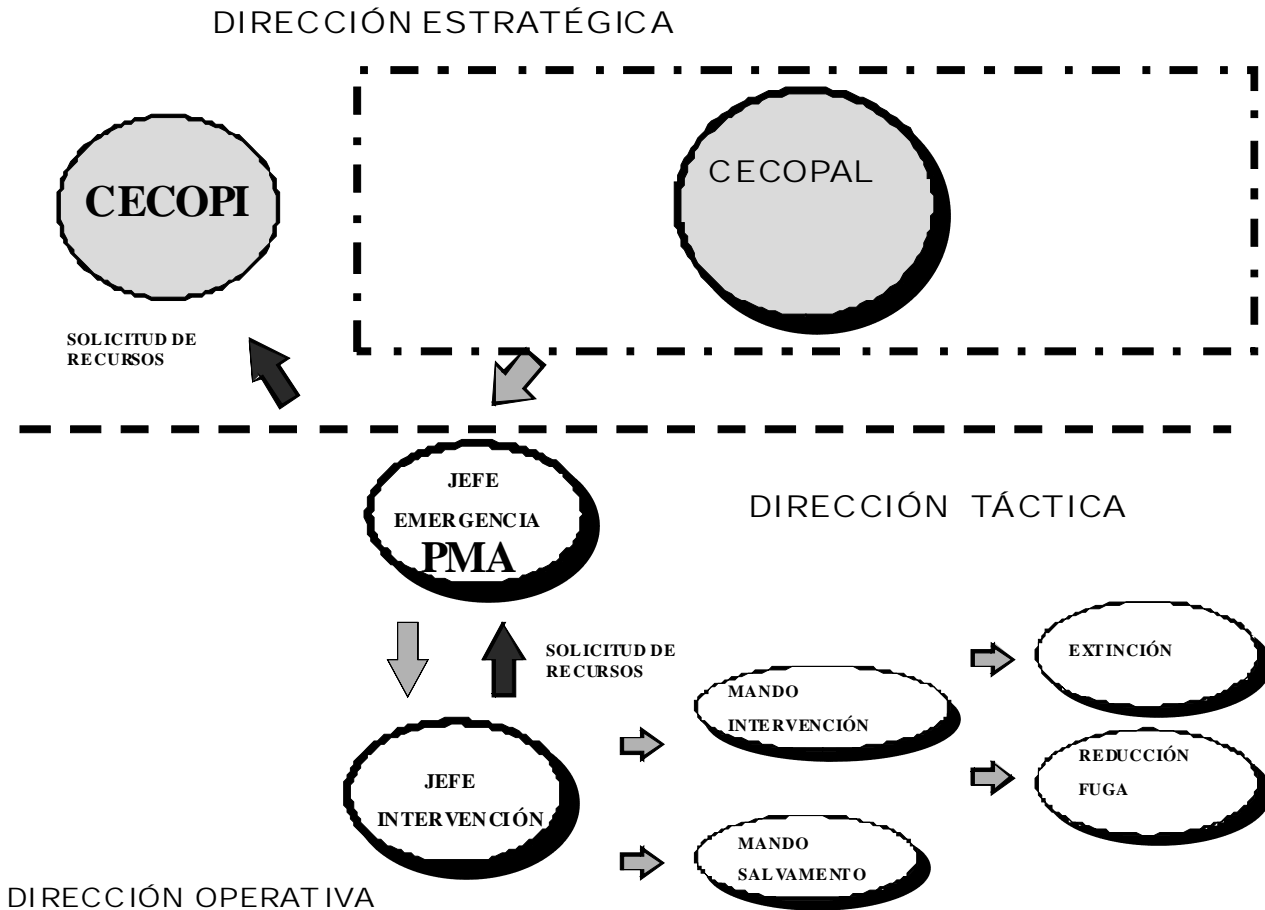 DIRECCIÓN ESTRATÉGICA
CECOPI
CECOPAL
SOLICITUD DE
RECURSOS
JEFE
EMERGENCIA
PMA
DIRECCIÓN TÁCTICA
SOLICITUD DE
RECURSOS
EXTINCIÓN
MANDO
INTERVENCIÓN
REDUCCIÓN
FUGA
JEFE
INTERVENCIÓN
MANDO
SALVAMENTO
DIRECCIÓN OPERATIVA